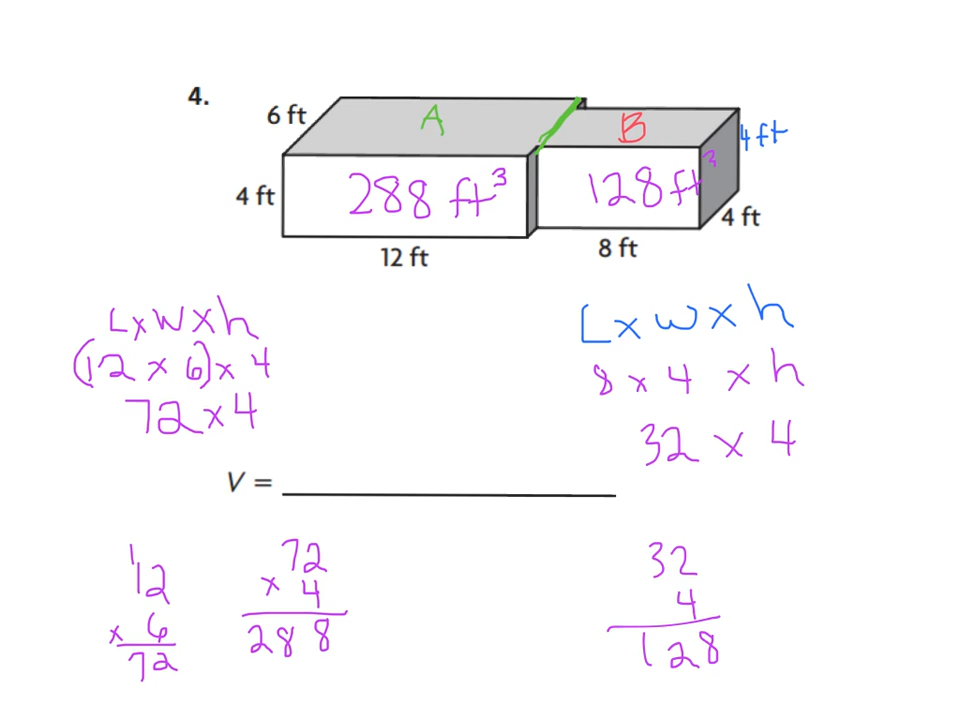 4.
6 ft
A
B
4 ft
4 ft
288 ft³
128 ft³
4 ft
12 ft
8 ft
L x W x h
(12 x 6) x 4
72 x 4
L x W x h
8 x 4 x h
32 x 4
V =
1
12
x 6
72
72
x 4
288
32
4
128